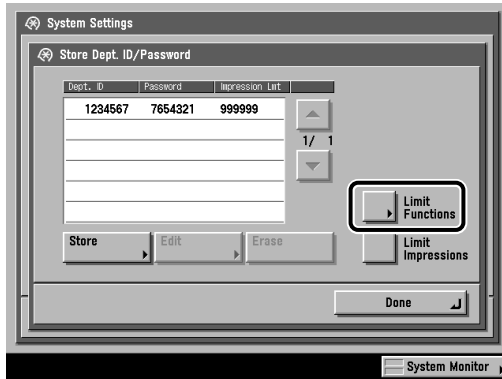 System Settings
Store Dept. ID/Password
Dept. ID Password Impression Lmt
1234567 7654321 999999
1/ 1
Limit
Functions
Store Edit Erase
Limit
Impressions
Done
System Monitor